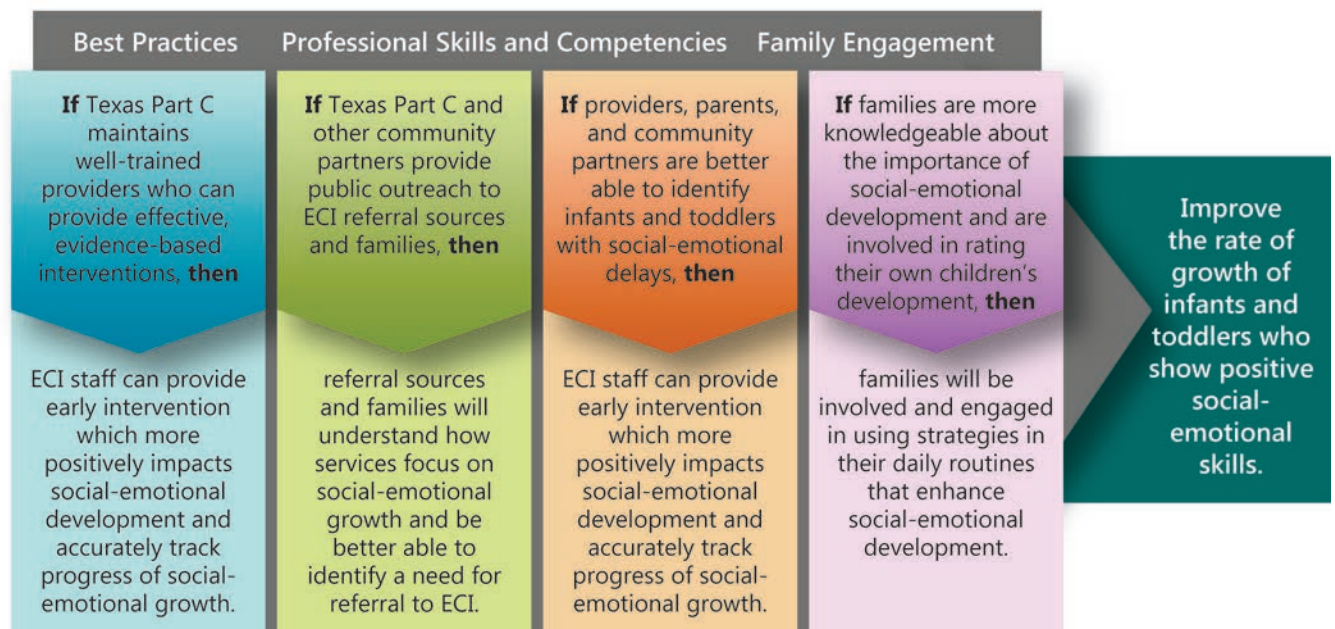 Best Practices Professional Skills and Competencies Family Engagement
If Texas Part C
maintains
well-trained
providers who can
provide effective,
evidence-based
interventions, then
ECI staff can provide
early intervention
which more
positively impacts
social-emotional
development and
accurately track
progress of social-
emotional growth.
If Texas Part C and
other community
partners provide
public outreach to
ECI referral sources
and families, then
referral sources
and families will
understand how
services focus on
social-emotional
growth and be
better able to
identify a need for
referral to ECI.
If providers, parents,
and community
partners are better
able to identify
infants and toddlers
with social-emotional
delays, then
ECI staff can provide
early intervention
which more
positively impacts
social-emotional
development and
accurately track
progress of social-
emotional growth.
If families are more
knowledgeable about
the importance of
social-emotional
development and are
involved in rating
their own children's
development, then
families will be
involved and engaged
in using strategies in
their daily routines
that enhance
social-emotional
development.
Improve
the rate of
growth of
infants and
toddlers who
show positive
social-
emotional
skills.